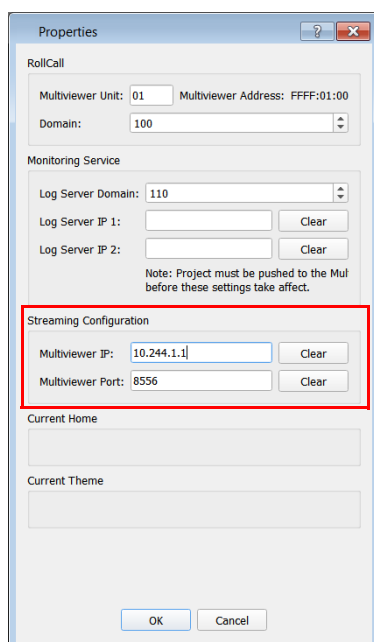 Properties
RollCall
Multiviewer Unit: 01 Multiviewer Address: FFFF:01:00
Domain: 100
Monitoring Service
Log Server Domain: 110
Log Server IP 1: Clear
Log Server IP 2: Clear
Note: Project must be pushed to the Mul
before these settings take affect.
Streaming Configuration
Multiviewer IP: 10.244.1.1 Clear
Multiviewer Port: 8556 Clear
Current Home
Current Theme
OK Cancel